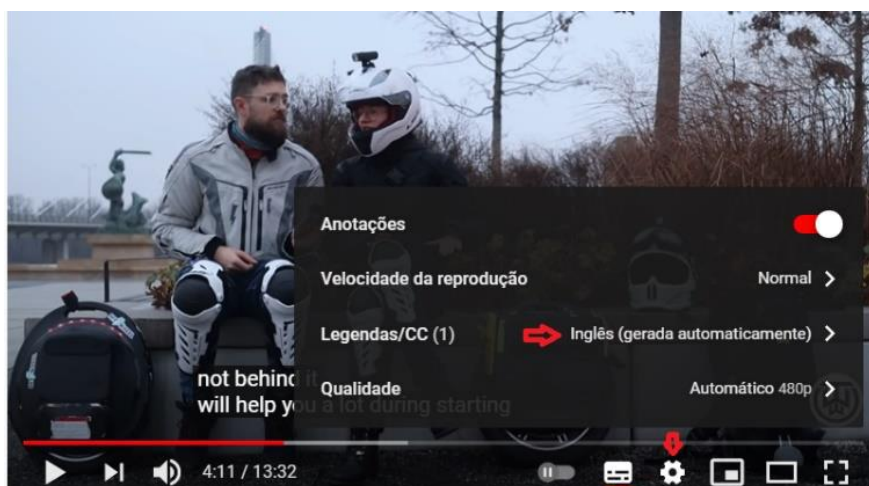 Anotações
Velocidade da reprodução Normal
Legendas/CC (1) Inglês (gerada automaticamente)
not behind it
will help you a lot during starting
Qualidade Automático 480p
4:11 / 13:32